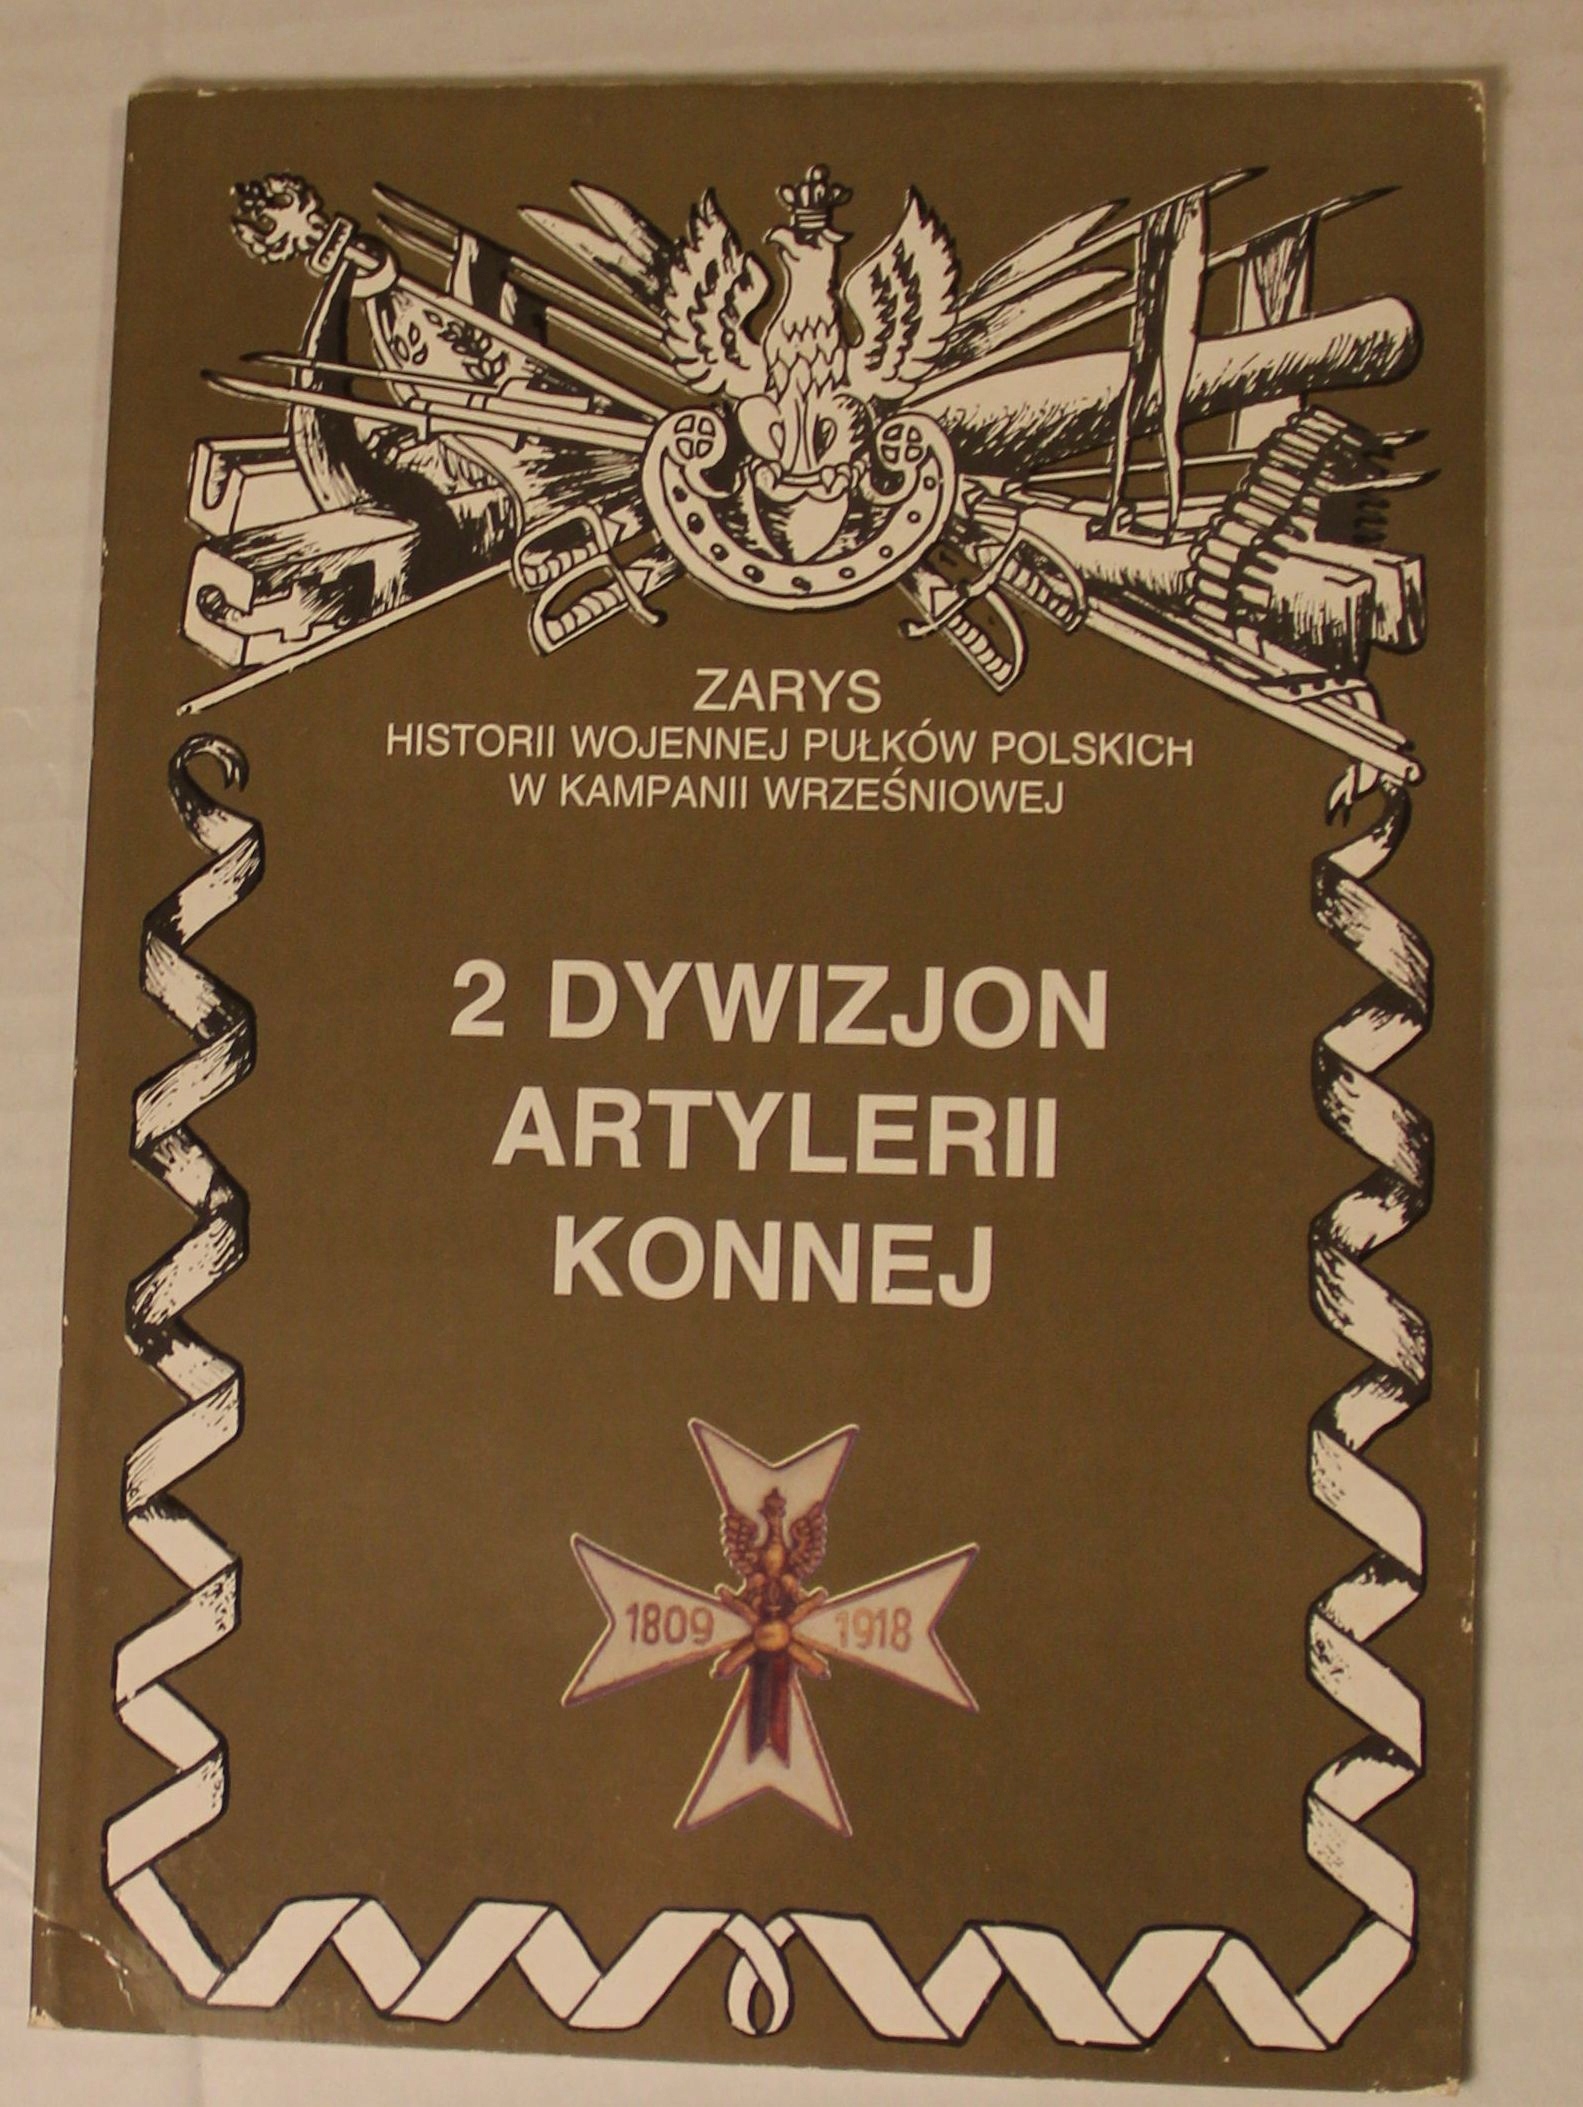 ZARYS
HISTORII WOJENNEJ PUŁKÓW POLSKICH
W KAMPANII WRZEŚNIOWEJ
2 DYWIZJON
ARTYLERII
KONNEJ
1809 1918